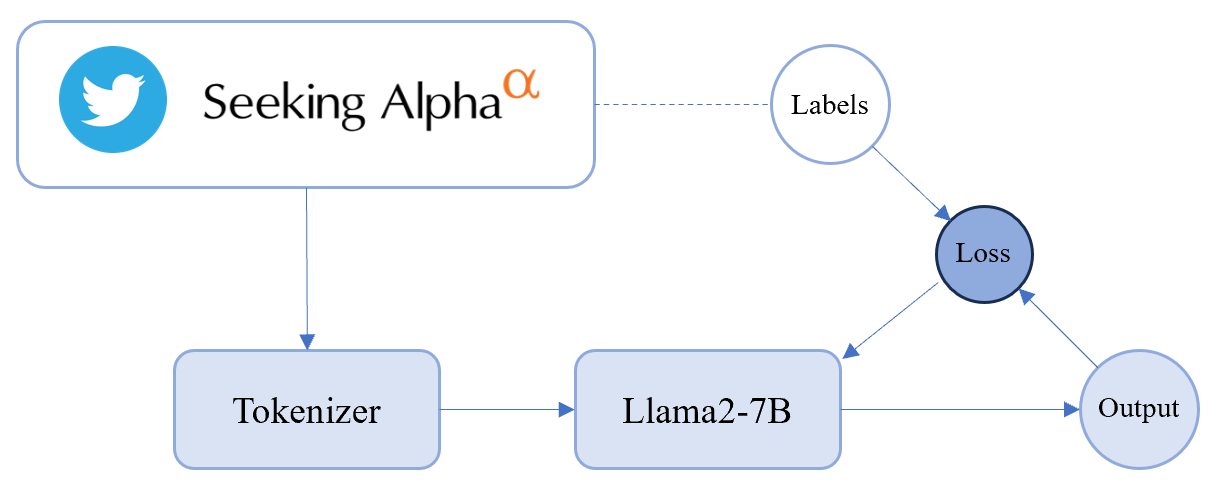 Seeking Alpha α
Labels
Loss
Tokenizer
Llama2-7B
Output